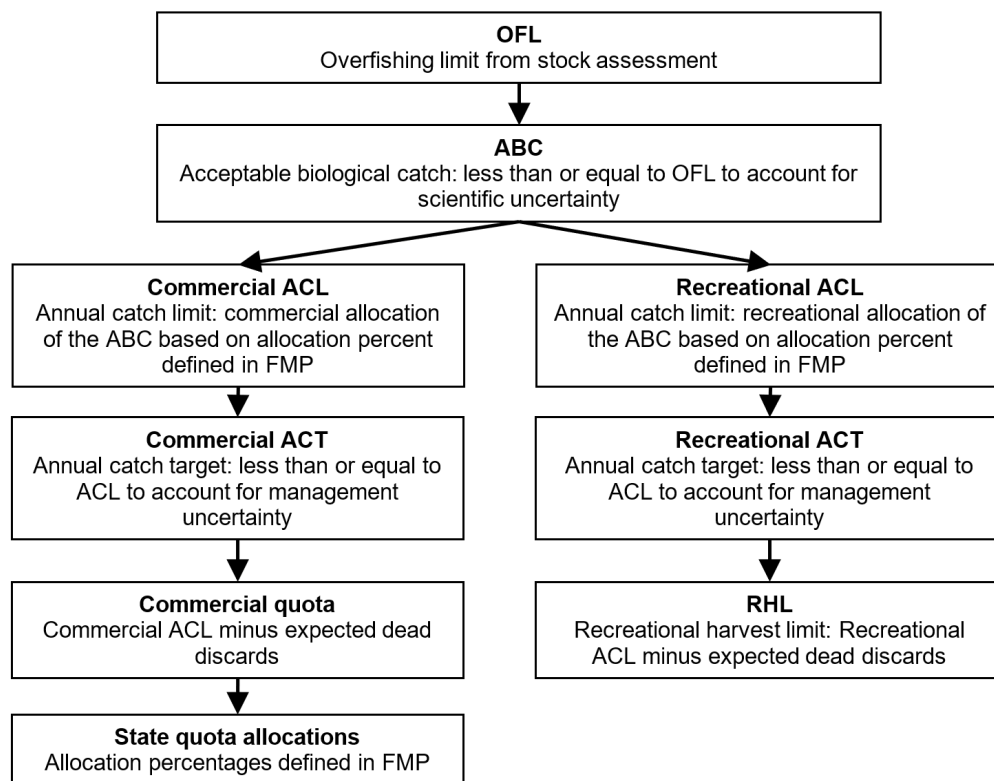 OFL
Overfishing limit from stock assessment
ABC
Acceptable biological catch: less than or equal to OFL to account for
scientific uncertainty
Commercial ACL
Annual catch limit: commercial allocation
of the ABC based on allocation percent
defined in FMP
Recreational ACL
Annual catch limit: recreational allocation of
the ABC based on allocation percent
defined in FMP
Commercial ACT
Annual catch target: less than or equal to
ACL to account for management
uncertainty
Recreational ACT
Annual catch target: less than or equal to
ACL to account for management
uncertainty
Commercial quota
Commercial ACL minus expected dead
discards
RHL
Recreational harvest limit: Recreational
ACL minus expected dead discards
State quota allocations
Allocation percentages defined in FMP